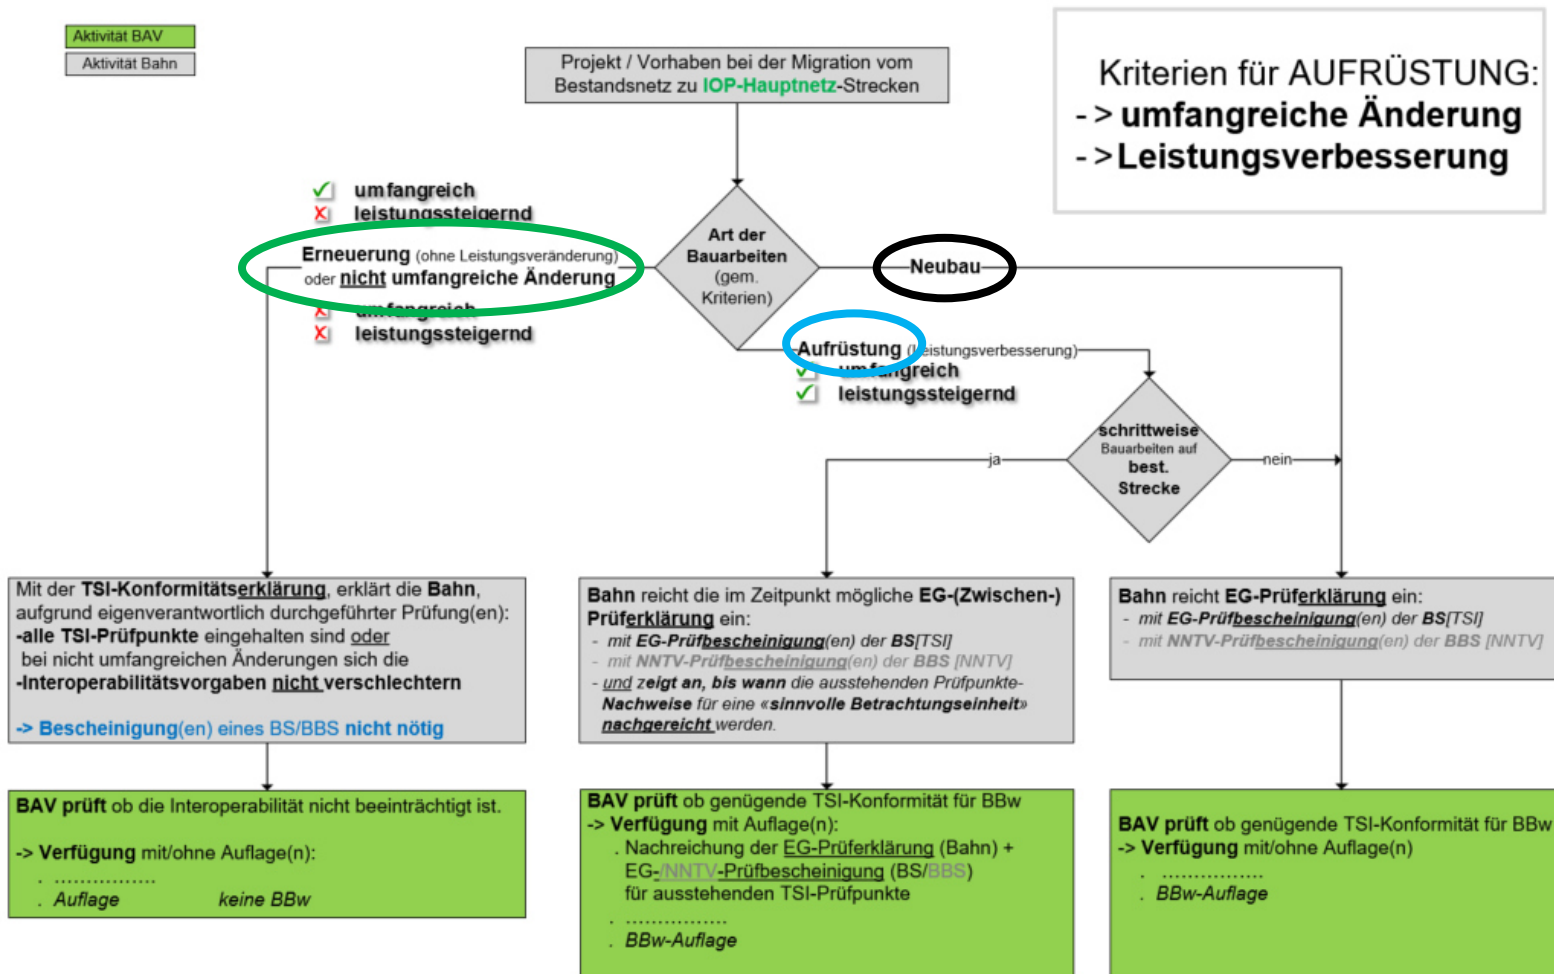 Aktivität BAV
Aktivität Bahn
Projekt / Vorhaben bei der Migration vom
Bestandsnetz zu IOP-Hauptnetz-Strecken
Kriterien für AUFRÜSTUNG:
-> umfangreiche Änderung
->Leistungsverbesserung
umfangreich
leistungssteigernd
Erneuerung (ohne Leistungsveränderung)
oder nicht umfangreiche Änderung
umfangreich
leistungssteigernd
Art der
Bauarbeiten
(gem.
Kriterien)
Neubau
Aufrüstung (Leistungsverbesserung)
umfangreich
leistungssteigernd
schrittweise
Bauarbeiten auf
best.
Strecke
ja
nein
Mit der TSI-Konformitätserklärung, erklärt die Bahn,
aufgrund eigenverantwortlich durchgeführter Prüfung(en):
-alle TSI-Prüfpunkte eingehalten sind oder
bei nicht umfangreichen Änderungen sich die
-Interoperabilitätsvorgaben nicht verschlechtern
-> Bescheinigung(en) eines BS/BBS nicht nötig
Bahn reicht die im Zeitpunkt mögliche EG-(Zwischen-)
Prüferklärung ein:
- mit EG-Prüfbescheinigung(en) der BS[TSI]
- mit NNTV-Prüfbescheinigung(en) der BBS [NNTV]
- und zeigt an, bis wann die ausstehenden Prüfpunkte-
Nachweise für eine «sinnvolle Betrachtungseinheit»
nachgereicht werden.
Bahn reicht EG-Prüferklärung ein:
- mit EG-Prüfbescheinigung(en) der BS[TSI]
- mit NNTV-Prüfbescheinigung(en) der BBS [NNTV]
BAV prüft ob die Interoperabilität nicht beeinträchtigt ist.
-> Verfügung mit/ohne Auflage(n):
. ................
. Auflage keine BBw
BAV prüft ob genügende TSI-Konformität für BBw
-> Verfügung mit Auflage(n):
. Nachreichung der EG-Prüferklärung (Bahn) +
EG-/NNTV-Prüfbescheinigung (BS/BBS)
für ausstehenden TSI-Prüfpunkte
. ................
. BBw-Auflage
BAV prüft ob genügende TSI-Konformität für BBw
-> Verfügung mit/ohne Auflage(n)
. ................
. BBw-Auflage